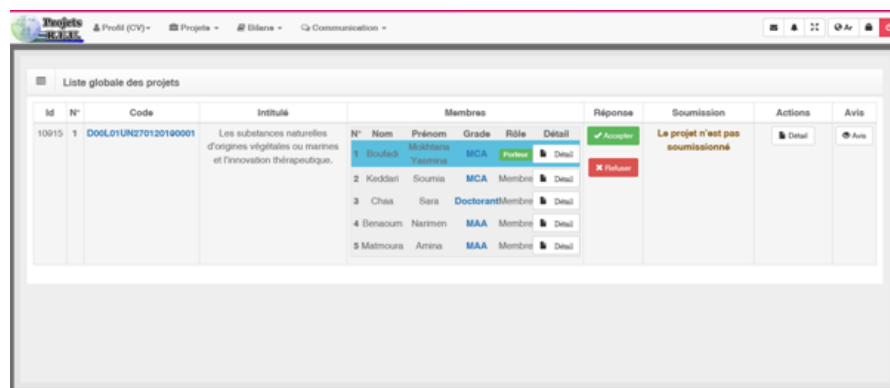 Projets
R.F.U.
Profil (CV) Projets Bilans Communication Ar
Liste globale des projets
Id N° Code Intitulé Membres Réponse Soumission Actions Avis
10915 1 D00L01UN270120190001 Les substances naturelles d'origines végétales ou marines et l'innovation thérapeutique.
N° Nom Prénom Grade Rôle Détail
1 Boufadi Mokhtaria Yasmina MCA Porteur Détail
2 Keddari Soumia MCA Membre Détail
3 Chaa Sara Doctorant Membre Détail
4 Benaoum Narimen MAA Membre Détail
5 Matmoura Amina MAA Membre Détail
Accepter
Refuser
Le projet n'est pas soumissionné
Détail
Avis